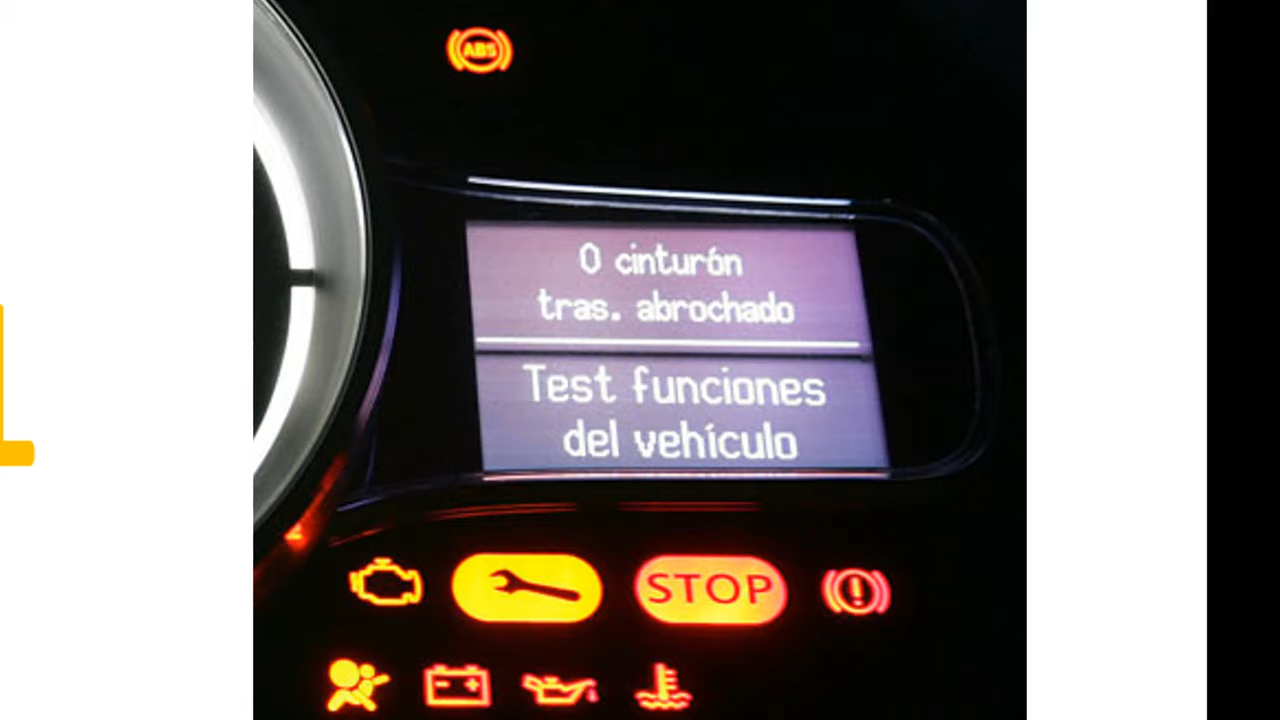 ABS
0 cinturón
tras. abrochado
Test funciones
del vehículo
STOP